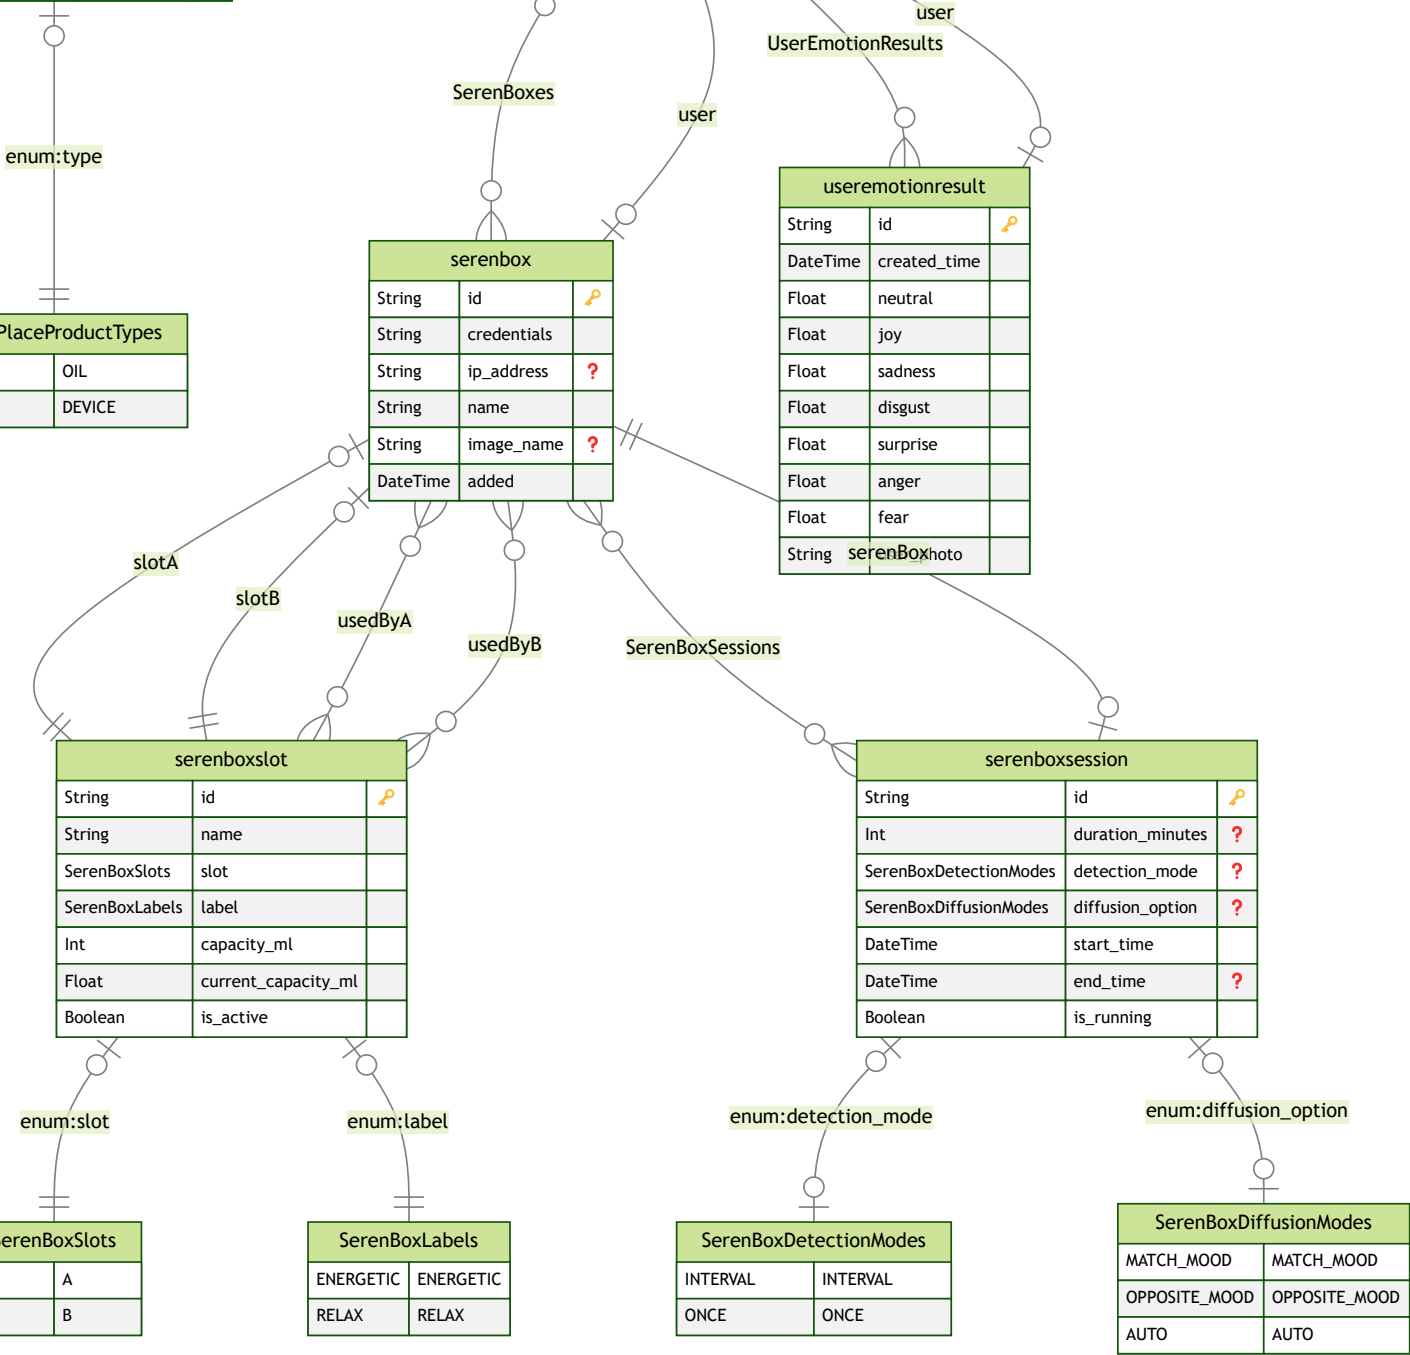 user
UserEmotionResults
SerenBoxes
user
enum:type
useremotionresult
String id
DateTime created_time
Float neutral
Float joy
Float sadness
Float disgust
Float surprise
Float anger
Float fear
String
serenBox
serenbox
String id
String credentials
String ip_address ?
String name
String image_name ?
DateTime added
PlaceProductTypes
OIL
DEVICE
slotA
slotB
usedByA
usedByB
SerenBoxSessions
serenboxslot
String id
String name
SerenBoxSlots slot
SerenBoxLabels label
Int capacity_ml
Float current_capacity_ml
Boolean is_active
serenboxsession
String id
Int duration_minutes ?
SerenBoxDetectionModes detection_mode ?
SerenBoxDiffusionModes diffusion_option ?
DateTime start_time
DateTime end_time ?
Boolean is_running
enum:slot
enum:label
enum:detection_mode
enum:diffusion_option
erenBoxSlots
A
B
SerenBoxLabels
ENERGETIC ENERGETIC
RELAX RELAX
SerenBoxDetectionModes
INTERVAL INTERVAL
ONCE ONCE
SerenBoxDiffusionModes
MATCH_MOOD MATCH_MOOD
OPPOSITE_MOOD OPPOSITE_MOOD
AUTO AUTO